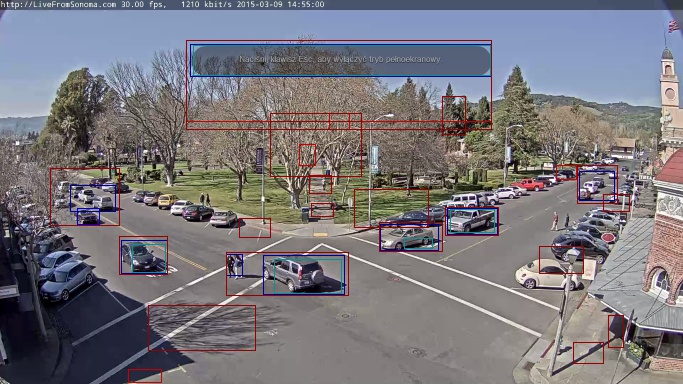 http://LiveFromSonoma.com 30.00 fps, 1210 kbit/s 2015-03-09 14:55:00
Naciśnij klawisz Esc, aby wyłączyć tryb pełnoekranowy.